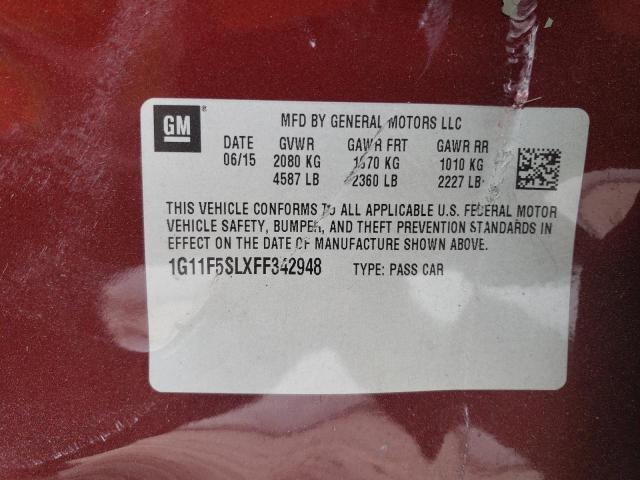 GM ®
MFD BY GENERAL MOTORS LLC
DATE GVWR GAWR FRT GAWR RR
06/15 2080 KG 1070 KG 1010 KG
4587 LB 2360 LB 2227 LB
THIS VEHICLE CONFORMS TO ALL APPLICABLE U.S. FEDERAL MOTOR
VEHICLE SAFETY, BUMPER, AND THEFT PREVENTION STANDARDS IN
EFFECT ON THE DATE OF MANUFACTURE SHOWN ABOVE.
1G11F5SLXFF342948 TYPE: PASS CAR